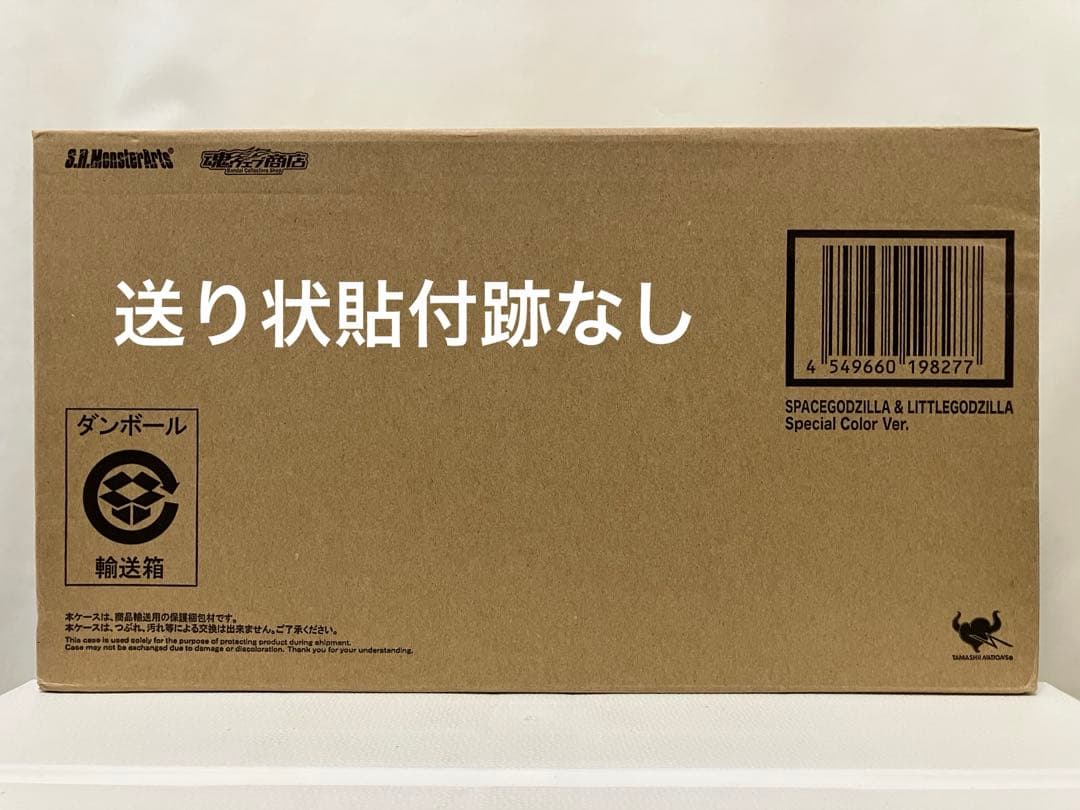 S.H.MonsterArts®
魂ウェブ商店
Bandai Collectors Shop
送り状貼付跡なし
4 549660 198277
SPACEGODZILLA & LITTLEGODZILLA
Special Color Ver.
ダンボール
輸送箱
本ケースは、商品輸送用の保護梱包材です。
本ケースは、つぶれ、汚れ等による交換は出来ません。ご了承ください。
This case is used solely for the purpose of protecting product during shipment.
Case may not be exchanged due to damage or discoloration. Thank you for your understanding.
TAMASHII NATIONS®